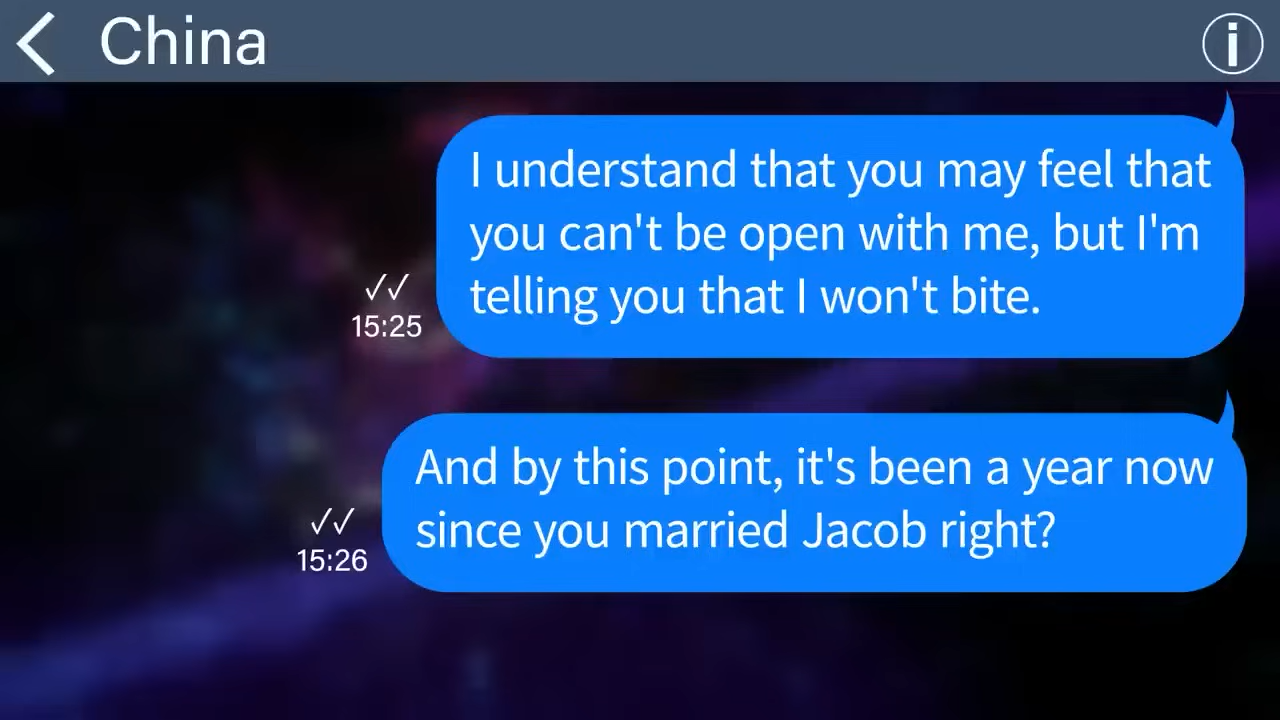 China
I understand that you may feel that
you can't be open with me, but I'm
telling you that I won't bite.
✓✓
15:25
And by this point, it's been a year now
since you married Jacob right?
✓✓
15:26